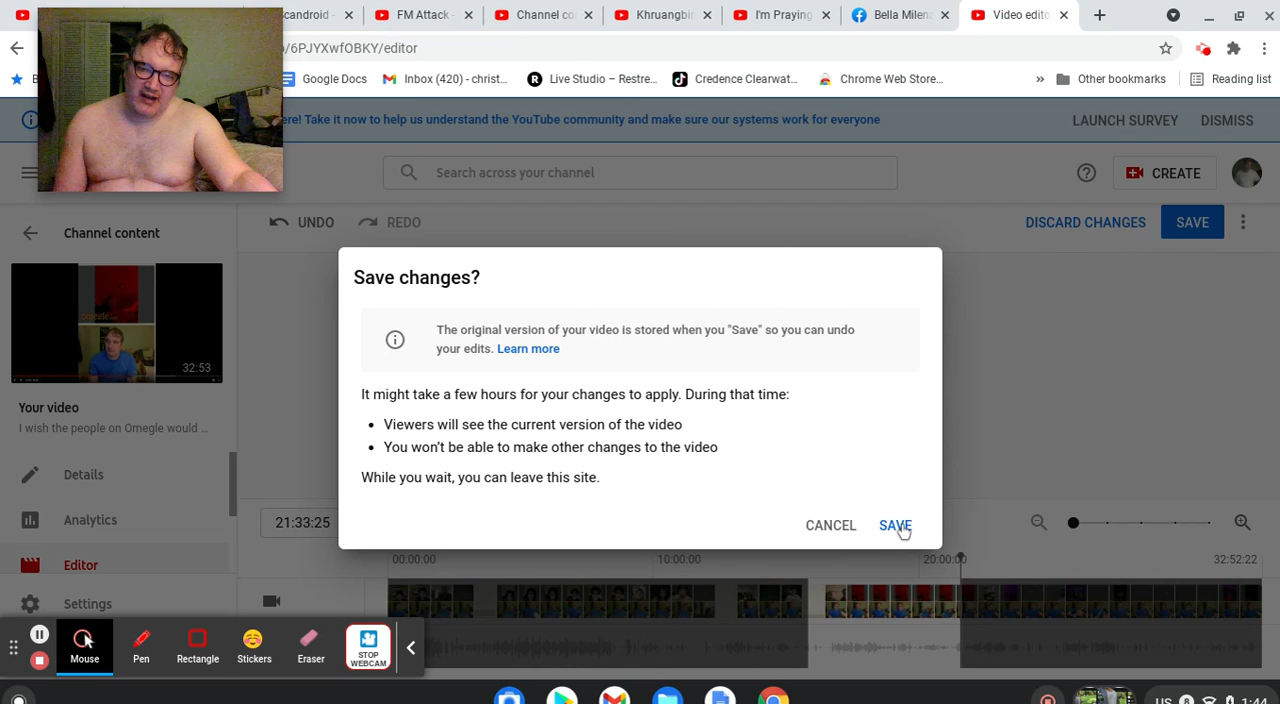 candroid -
FM Attack -
Channel co
Khruangbin
I'm Praying
Bella Milena
Video edito
/6PJYXwfOBKY/editor
B
Google Docs
Inbox (420) - christ...
Live Studio – Restre...
Credence Clearwat...
Chrome Web Store...
Other bookmarks
Reading list
ere! Take it now to help us understand the YouTube community and make sure our systems work for everyone
LAUNCH SURVEY
DISMISS
Search across your channel
CREATE
Channel content
UNDO
REDO
DISCARD CHANGES
SAVE
omegle
32:53
Your video
I wish the people on Omegle would ...
Details
Analytics
Editor
Settings
Save changes?
The original version of your video is stored when you "Save" so you can undo
your edits. Learn more
It might take a few hours for your changes to apply. During that time:
Viewers will see the current version of the video
You won't be able to make other changes to the video
While you wait, you can leave this site.
CANCEL
SAVE
21:33:25
00:00:00
10:00:00
20:00:00
32:52:22
Mouse
Pen
Rectangle
Stickers
Eraser
STOP
WEBCAM
US
8
1:44